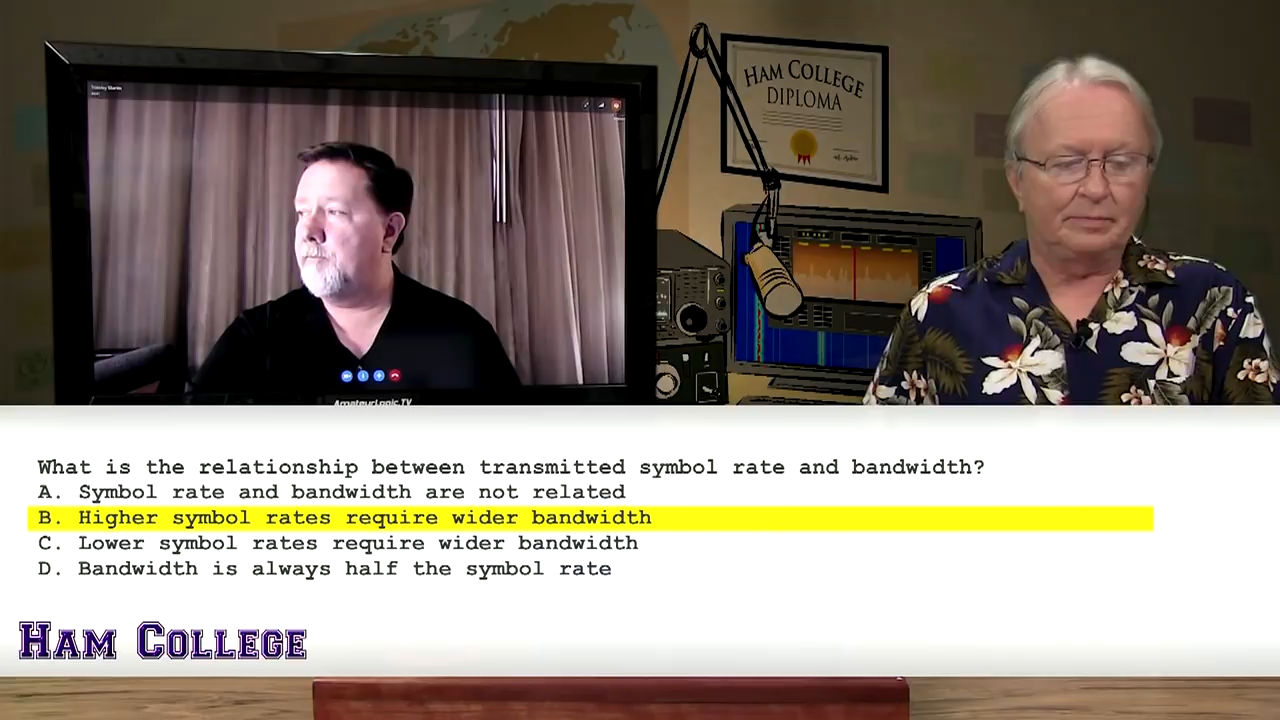 HAM COLLEGE
DIPLOMA
AmateurLogic.TV
What is the relationship between transmitted symbol rate and bandwidth?
A. Symbol rate and bandwidth are not related
B. Higher symbol rates require wider bandwidth
C. Lower symbol rates require wider bandwidth
D. Bandwidth is always half the symbol rate
HAM COLLEGE